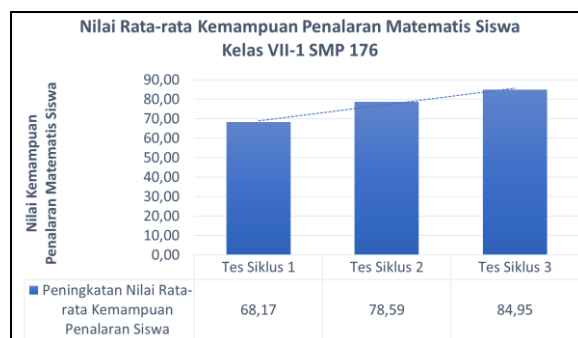 Nilai Rata-rata Kemampuan Penalaran Matematis Siswa
Kelas VII-1 SMP 176
Nilai Kemampuan
Penalaran Matematis Siswa
90,00
80,00
70,00
60,00
50,00
40,00
30,00
20,00
10,00
0,00
Tes Siklus 1 Tes Siklus 2 Tes Siklus 3
Peningkatan Nilai Rata-
rata Kemampuan
Penalaran Siswa
68,17 78,59 84,95